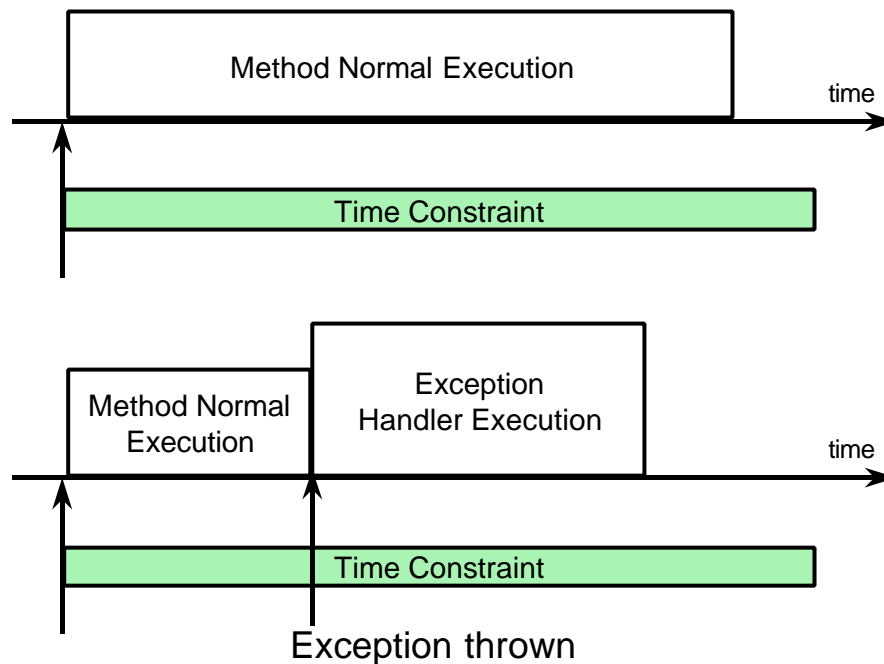 Method Normal Execution
time
Time Constraint
Method Normal
Execution
Exception
Handler Execution
time
Time Constraint
Exception thrown